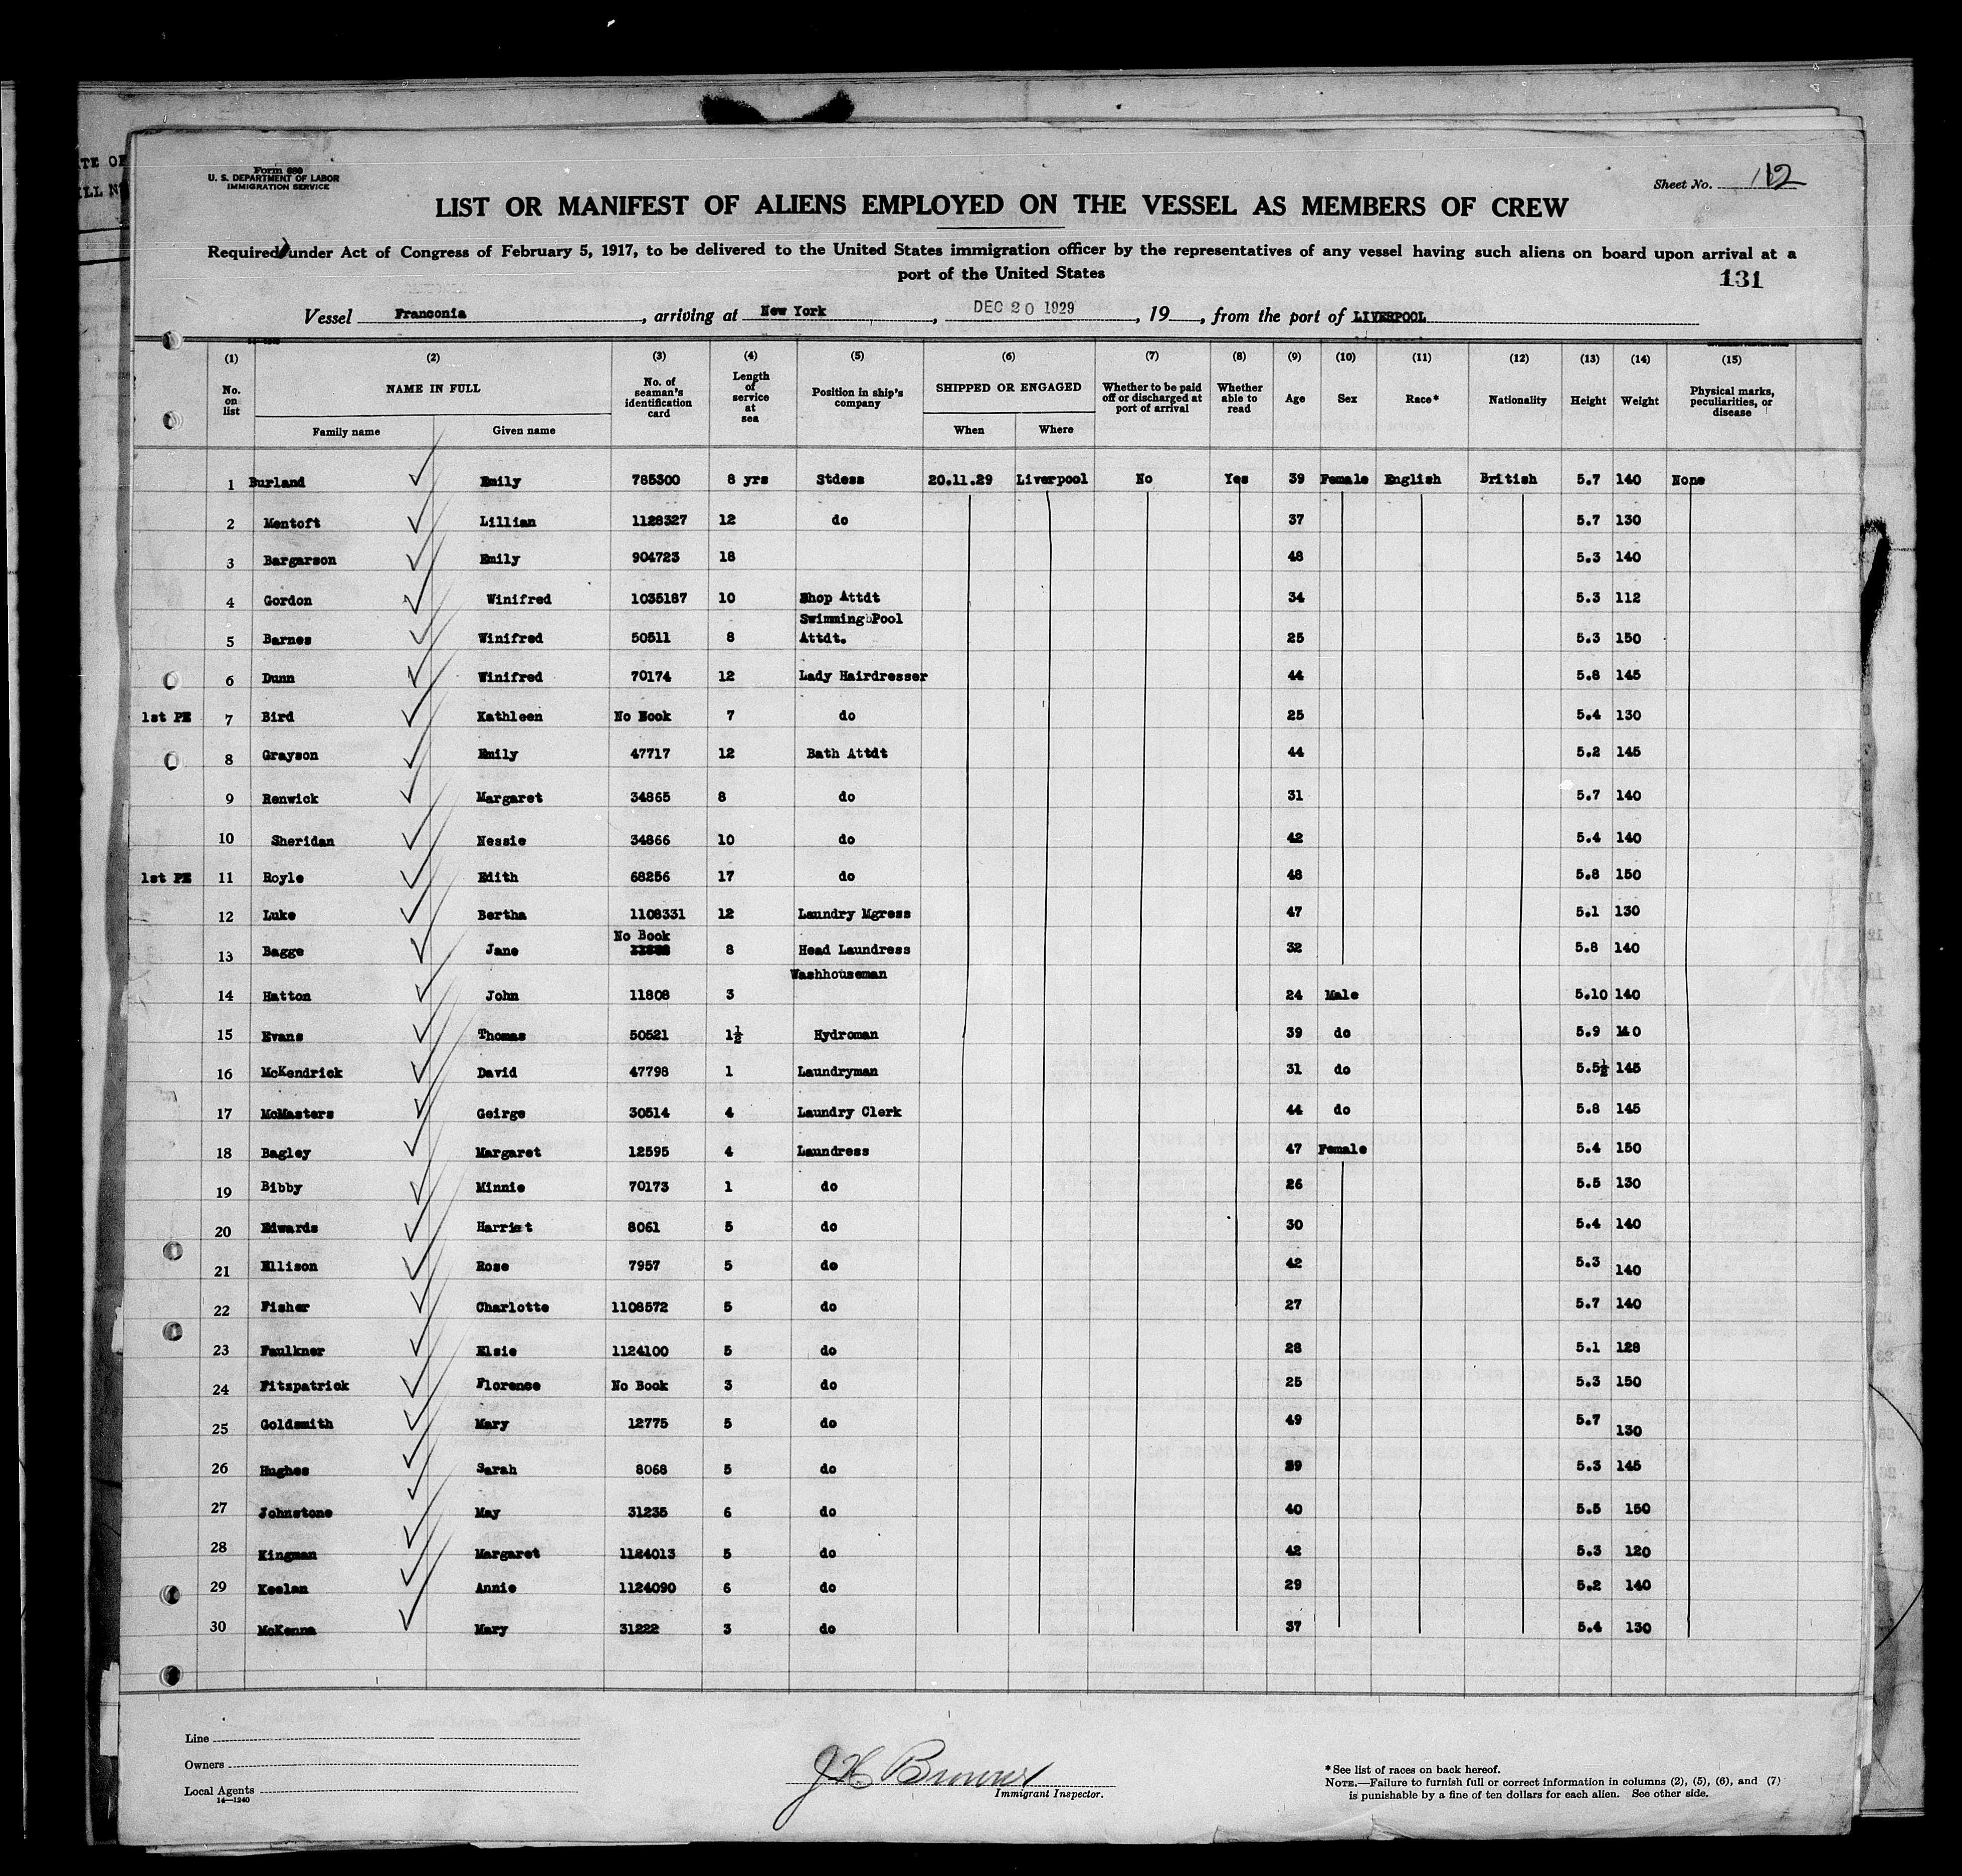 Form 680
U. S. DEPARTMENT OF LABOR
IMMIGRATION SERVICE
Sheet No. 112
LIST OR MANIFEST OF ALIENS EMPLOYED ON THE VESSEL AS MEMBERS OF CREW
Required under Act of Congress of February 5, 1917, to be delivered to the United States immigration officer by the representatives of any vessel having such aliens on board upon arrival at a
port of the United States
131
Vessel Franconia, arriving at New York, DEC 20 1929, 19, from the port of LIVERPOOL
(1) (2) (3) (4) (5) (6) (7) (8) (9) (10) (11) (12) (13) (14) (15)
No. on list NAME IN FULL No. of seaman's identification card Length of service at sea Position in ship's company SHIPPED OR ENGAGED Whether to be paid off or discharged at port of arrival Whether able to read Age Sex Race* Nationality Height Weight Physical marks, peculiarities, or disease
Family name Given name When Where
1 Burland Emily 785300 8 yrs Stdess 20.11.29 Liverpool No Yes 39 Female English British 5.7 140 None
2 Mentoft Lillian 1128327 12 do 37 5.7 130
3 Bargarson Emily 904723 18 48 5.3 140
4 Gordon Winifred 1035187 10 Shop Attdt 34 5.3 112
5 Barnes Winifred 50511 8 Swimming Pool Attdt. 25 5.3 150
6 Dunn Winifred 70174 12 Lady Hairdresser 44 5.8 145
1st PE 7 Bird Kathleen No Book 7 do 25 5.4 130
8 Grayson Emily 47717 12 Bath Attdt 44 5.2 145
9 Renwick Margaret 34865 8 do 31 5.7 140
10 Sheridan Nessie 34866 10 do 42 5.4 140
1st PE 11 Royle Edith 68256 17 do 48 5.8 150
12 Luke Bertha 1108331 12 Laundry Mgress 47 5.1 130
13 Bagge Jane No Book 8 Head Laundress 32 5.8 140
14 Hatton John 11808 3 Washhouseman 24 Male 5.10 140
15 Evans Thomas 50521 1½ Hydroman 39 do 5.9 140
16 McKendrick David 47798 1 Laundryman 31 do 5.5½ 145
17 McMasters Geirge 30514 4 Laundry Clerk 44 do 5.8 145
18 Bagley Margaret 12595 4 Laundress 47 Female 5.4 150
19 Bibby Minnie 70173 1 do 26 5.5 130
20 Edwards Harriet 8061 5 do 30 5.4 140
21 Ellison Rose 7957 5 do 42 5.3 140
22 Fisher Charlotte 1108572 5 do 27 5.7 140
23 Faulkner Elsie 1124100 5 do 28 5.1 128
24 Fitzpatrick Florence No Book 3 do 25 5.3 150
25 Goldsmith Mary 12775 5 do 49 5.7 130
26 Hughes Sarah 8068 5 do 39 5.3 145
27 Johnstone May 31235 6 do 40 5.5 150
28 Kingman Margaret 1124013 5 do 42 5.3 120
29 Keelan Annie 1124090 6 do 29 5.2 140
30 McKenna Mary 31222 3 do 37 5.4 130
Line
Owners
Local Agents
14—1240
J H Brown
Immigrant Inspector.
* See list of races on back hereof.
NOTE.—Failure to furnish full or correct information in columns (2), (5), (6), and (7)
is punishable by a fine of ten dollars for each alien. See other side.